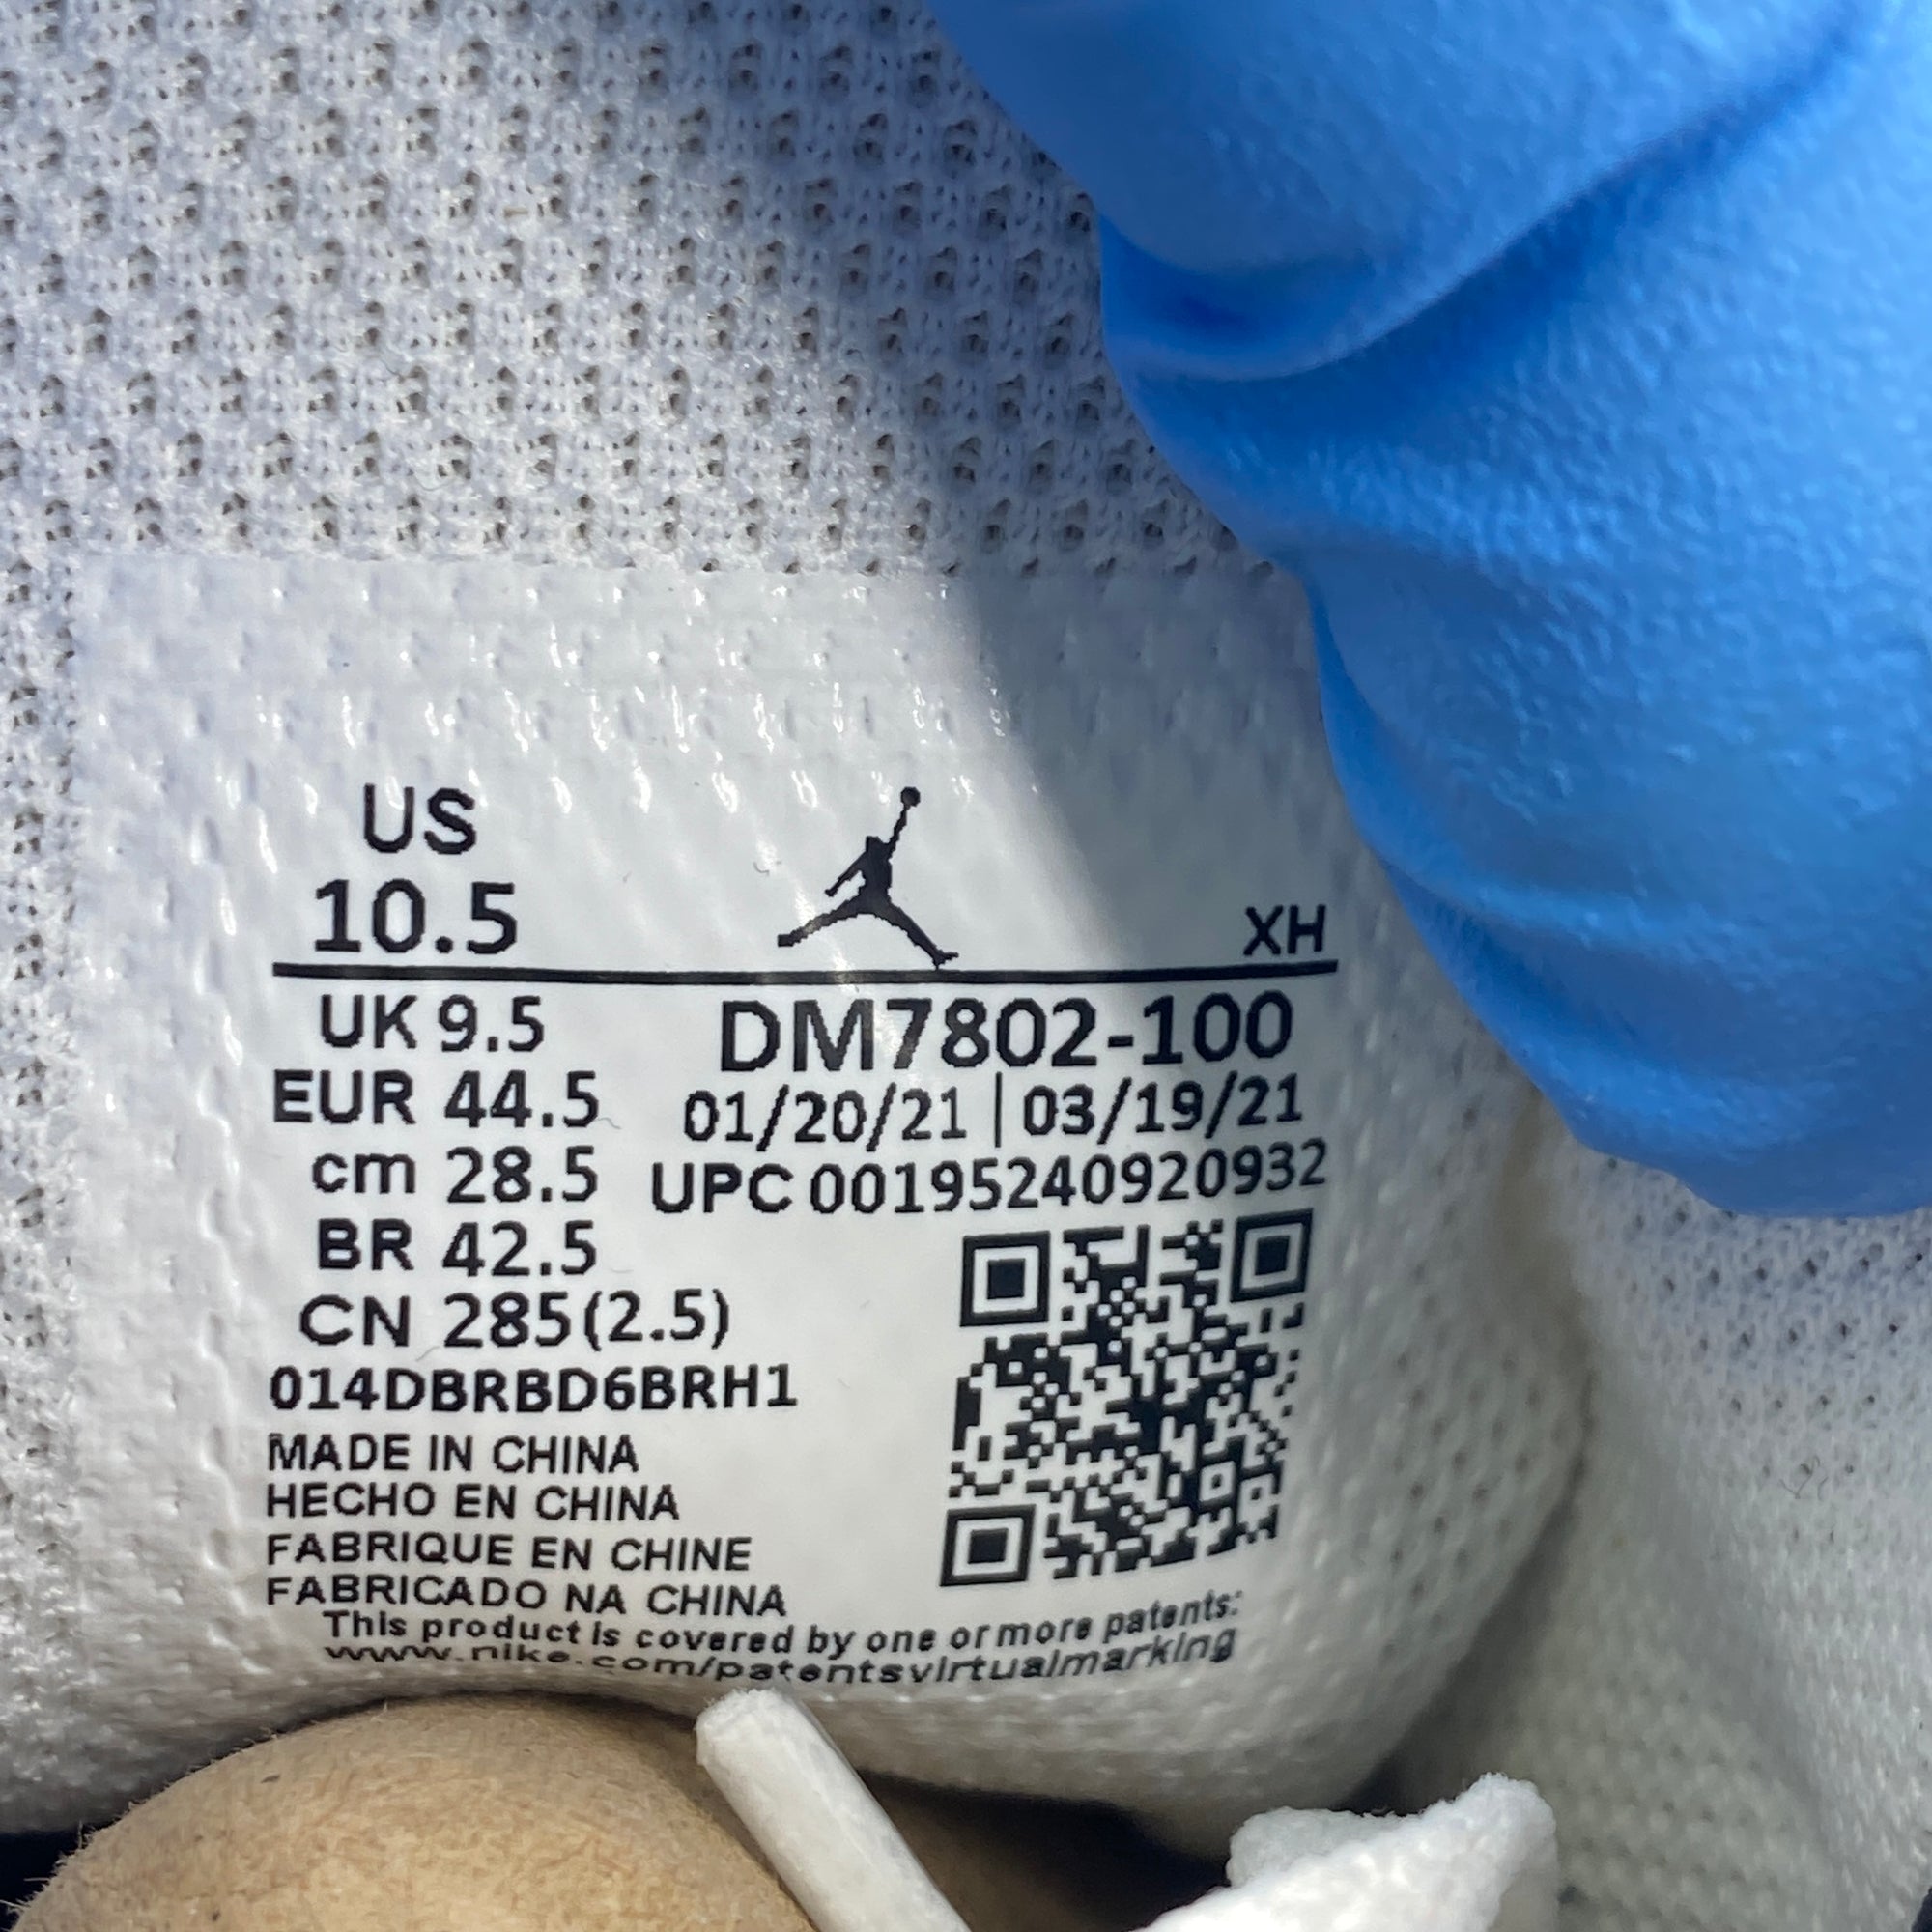 US
10.5
XH
UK 9.5
DM7802-100
EUR 44.5
01/20/21 | 03/19/21
cm 28.5
UPC 00195240920932
BR 42.5
CN 285(2.5)
014DBRBD6BRH1
MADE IN CHINA
HECHO EN CHINA
FABRIQUE EN CHINE
FABRICADO NA CHINA
This product is covered by one or more patents:
www.nike.com/patentsvirtualmarking